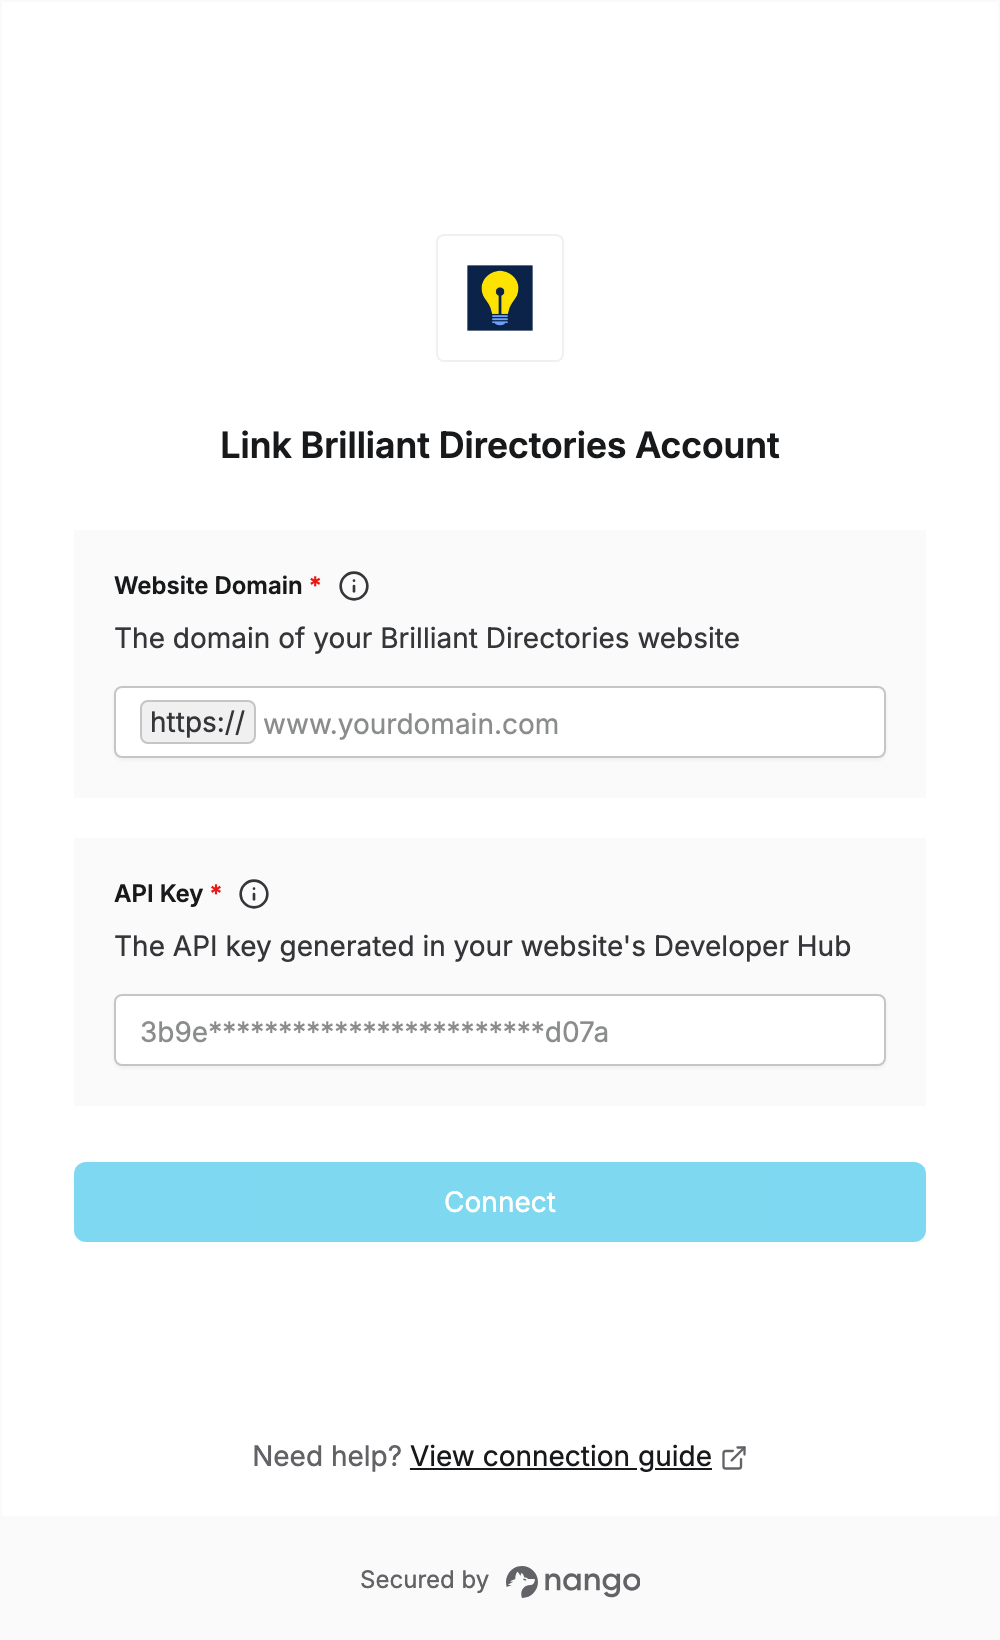 Link Brilliant Directories Account
Website Domain *
The domain of your Brilliant Directories website
https:// www.yourdomain.com
API Key *
The API key generated in your website's Developer Hub
3b9e************************d07a
Connect
Need help? View connection guide
Secured by nango